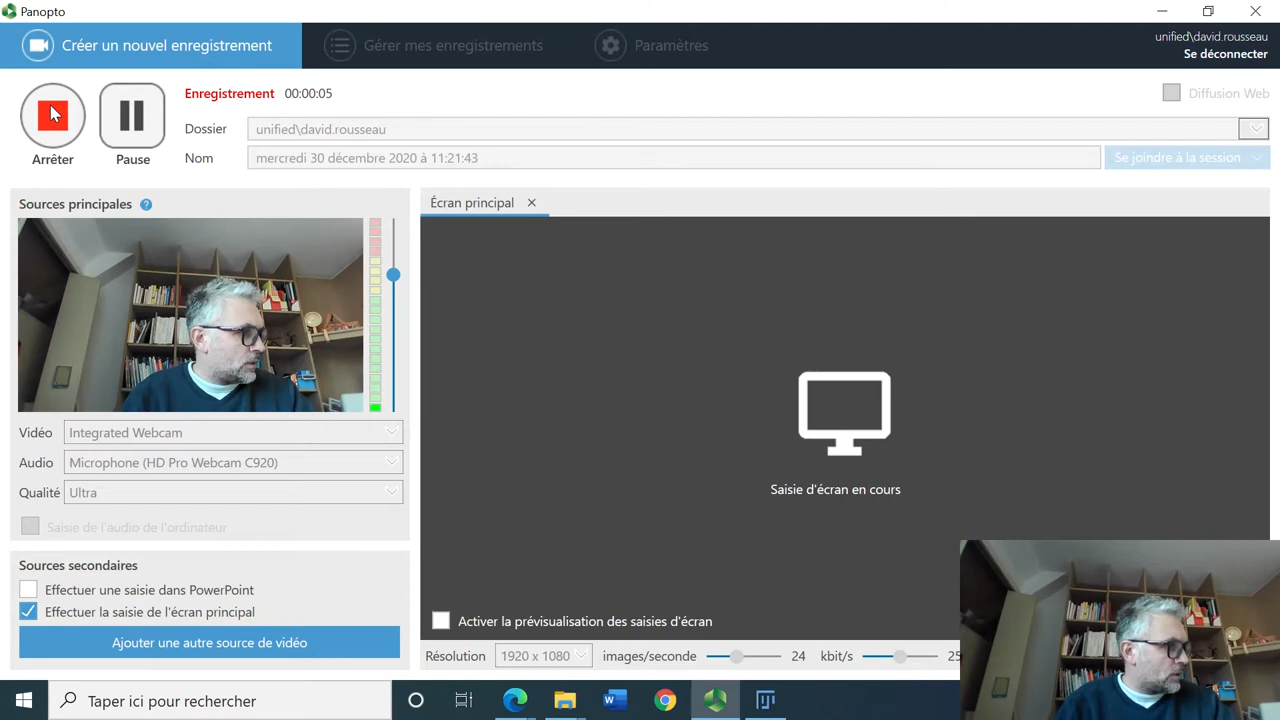 Panopto
Créer un nouvel enregistrement
Gérer mes enregistrements
Paramètres
unified\david.rousseau
Se déconnecter
Enregistrement 00:00:05
Diffusion Web
Dossier unified\david.rousseau
Arrêter
Pause
Nom mercredi 30 décembre 2020 à 11:21:43
Se joindre à la session
Sources principales ?
Écran principal
Saisie d'écran en cours
Vidéo Integrated Webcam
Audio Microphone (HD Pro Webcam C920)
Qualité Ultra
Saisie de l'audio de l'ordinateur
Sources secondaires
Effectuer une saisie dans PowerPoint
Effectuer la saisie de l'écran principal
Ajouter une autre source de vidéo
Activer la prévisualisation des saisies d'écran
Résolution 1920 x 1080 images/seconde 24 kbit/s 25
Taper ici pour rechercher